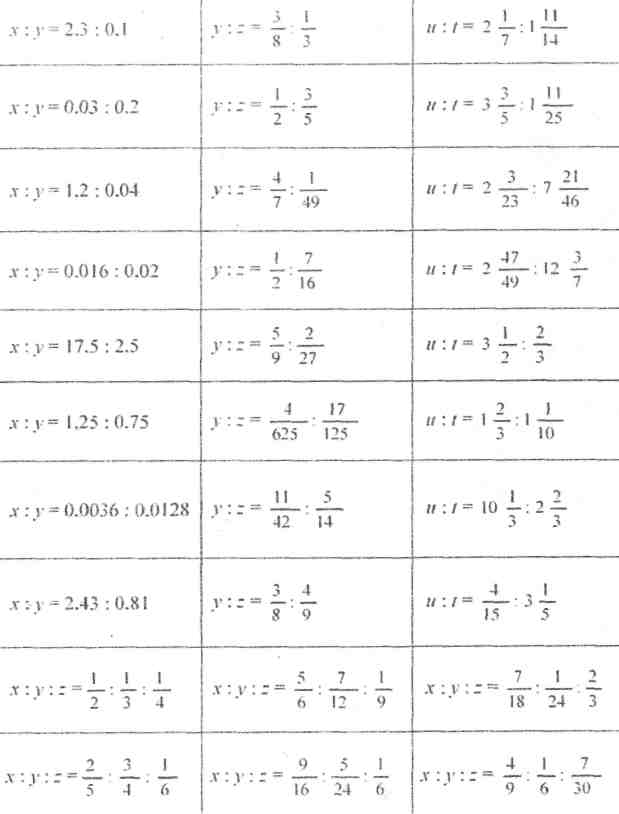 x : y = 2.3 : 0.1 y : z = 3/8 : 1/3 u : t = 2 1/7 : 1 11/14
x : y = 0.03 : 0.2 y : z = 1/2 : 3/5 u : t = 3 3/5 : 1 11/25
x : y = 1.2 : 0.04 y : z = 4/7 : 1/49 u : t = 2 3/23 : 7 21/46
x : y = 0.016 : 0.02 y : z = 1/2 : 7/16 u : t = 2 47/49 : 12 3/7
x : y = 17.5 : 2.5 y : z = 5/9 : 2/27 u : t = 3 1/2 : 2/3
x : y = 1,25 : 0.75 y : z = 4/625 : 17/125 u : t = 1 2/3 : 1 1/10
x : y = 0.0036 : 0.0128 y : z = 11/42 : 5/14 u : t = 10 1/3 : 2 2/3
x : y = 2.43 : 0.81 y : z = 3/8 : 4/9 u : t = 4/15 : 3 1/5
x : y : z = 1/2 : 1/3 : 1/4 x : y : z = 5/6 : 7/12 : 1/9 x : y : z = 7/18 : 1/24 : 2/3
x : y : z = 2/5 : 3/4 : 1/6 x : y : z = 9/16 : 5/24 : 1/6 x : y : z = 4/9 : 1/6 : 7/30